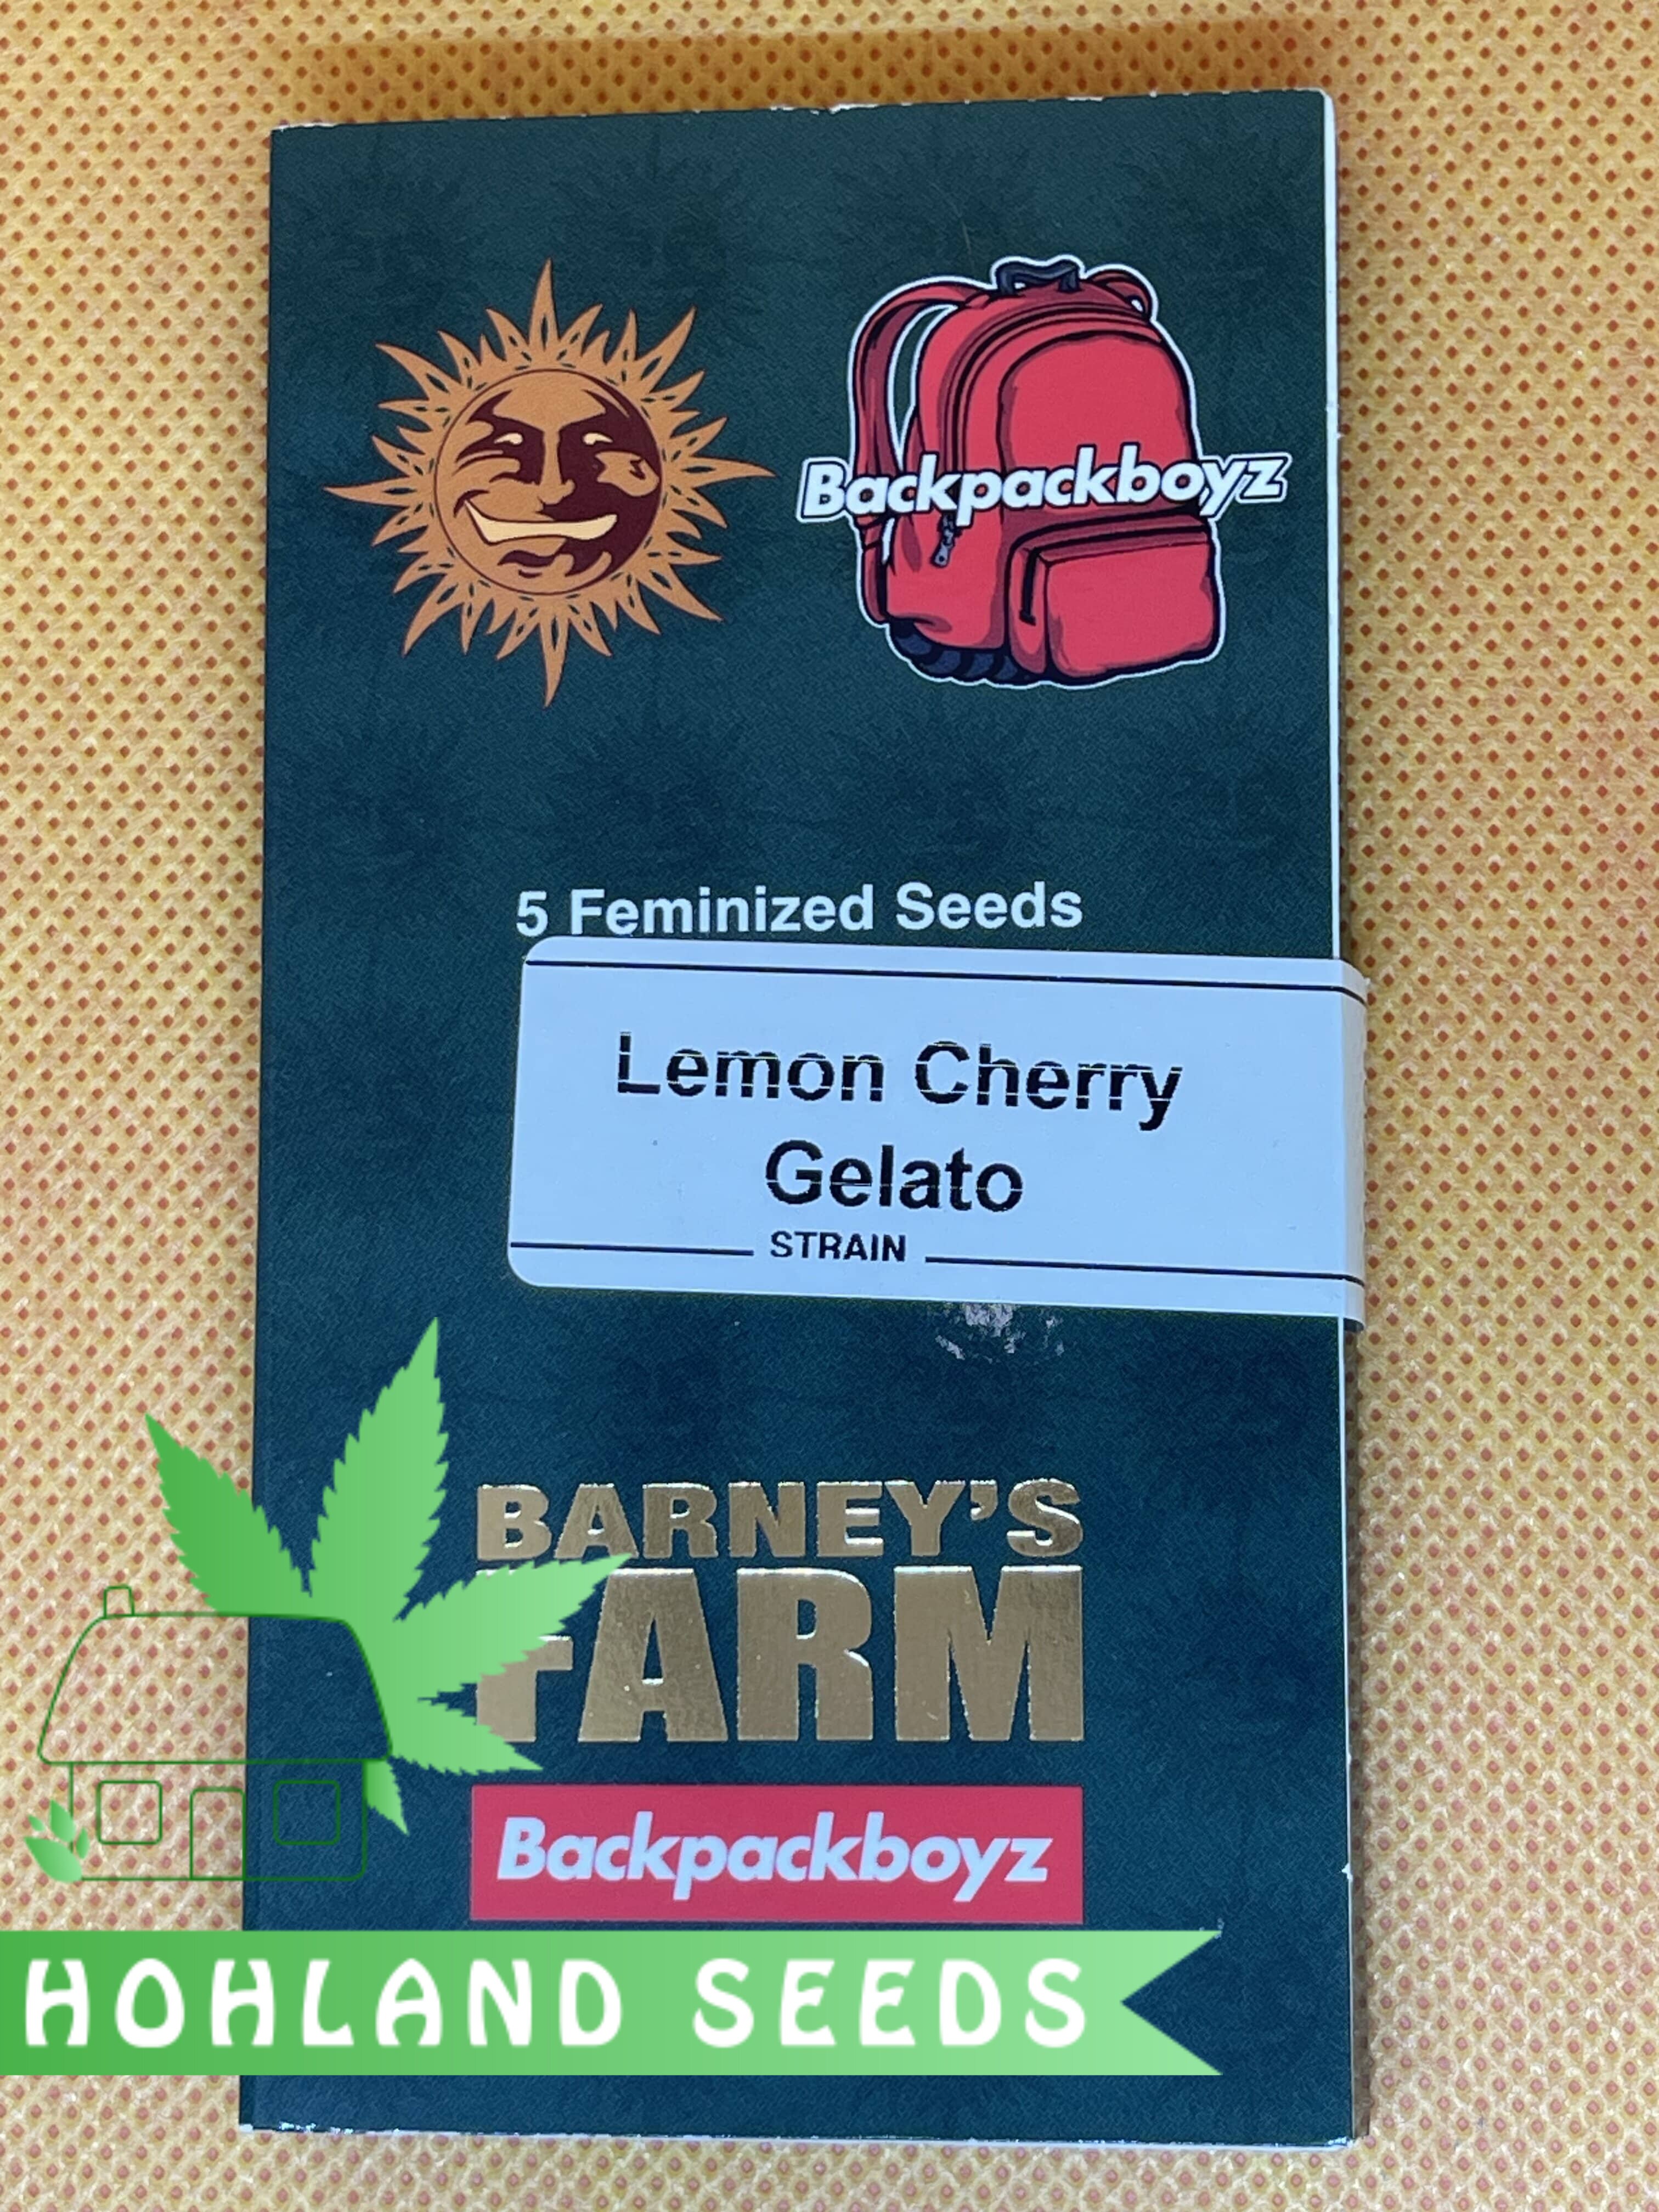 Backpackboyz
5 Feminized Seeds
Lemon Cherry
Gelato
STRAIN
BARNEY'S
FARM
Backpackboyz
HOHLAND SEEDS